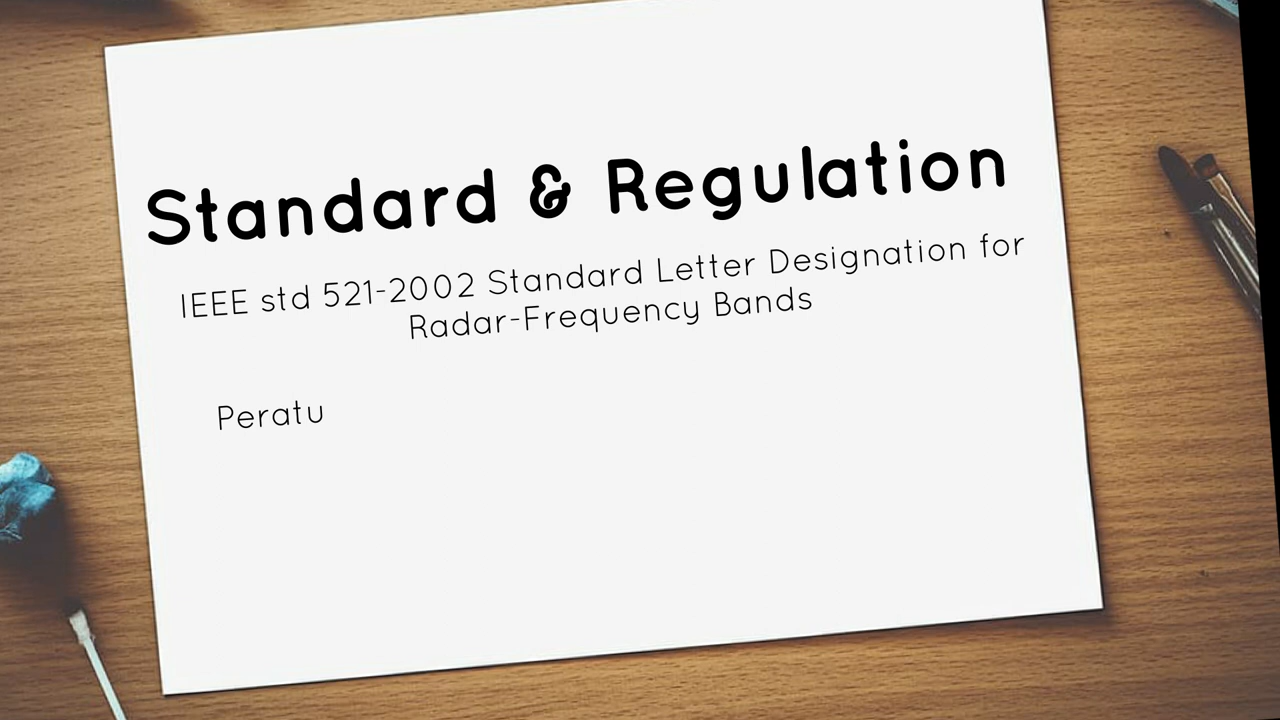 Standard & Regulation
IEEE std 521-2002 Standard Letter Designation for
Radar-Frequency Bands
Peratu